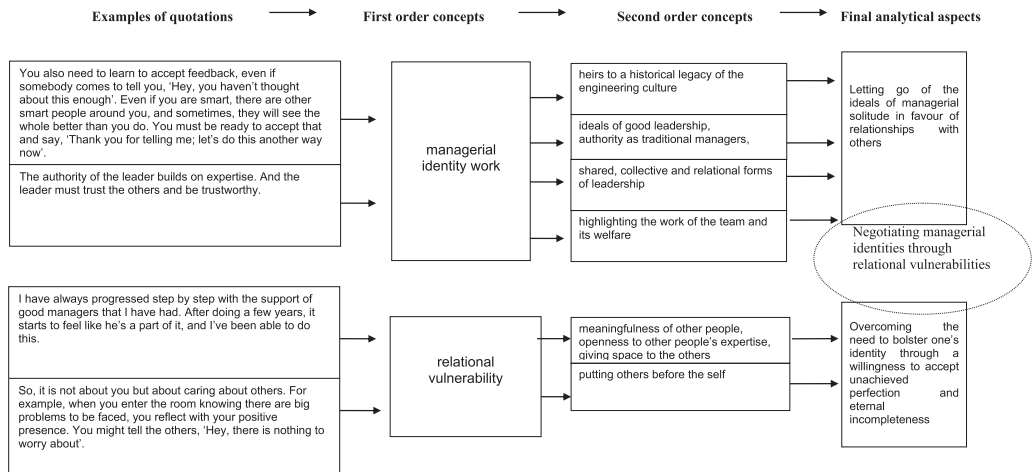 Examples of quotations
First order concepts
Second order concepts
Final analytical aspects
You also need to learn to accept feedback, even if
somebody comes to tell you, ‘Hey, you haven’t thought
about this enough’. Even if you are smart, there are other
smart people around you, and sometimes, they will see the
whole better than you do. You must be ready to accept that
and say, ‘Thank you for telling me; let’s do this another way
now’.
The authority of the leader builds on expertise. And the
leader must trust the others and be trustworthy.
managerial
identity work
heirs to a historical legacy of the
engineering culture
ideals of good leadership,
authority as traditional managers,
shared, collective and relational forms
of leadership
highlighting the work of the team and
its welfare
Letting go of the
ideals of managerial
solitude in favour of
relationships with
others
Negotiating managerial
identities through
relational vulnerabilities
I have always progressed step by step with the support of
good managers that I have had. After doing a few years, it
starts to feel like he’s a part of it, and I’ve been able to do
this.
So, it is not about you but about caring about others. For
example, when you enter the room knowing there are big
problems to be faced, you reflect with your positive
presence. You might tell the others, ‘Hey, there is nothing to
worry about’.
relational
vulnerability
meaningfulness of other people,
openness to other people’s expertise,
giving space to the others
putting others before the self
Overcoming the
need to bolster one’s
identity through a
willingness to accept
unachieved
perfection and
eternal
incompleteness